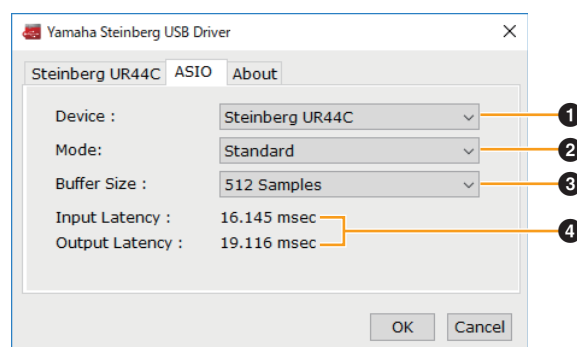 Yamaha Steinberg USB Driver
Steinberg UR44C ASIO About
Device : Steinberg UR44C 1
Mode: Standard 2
Buffer Size : 512 Samples 3
Input Latency : 16.145 msec
4
Output Latency : 19.116 msec
OK Cancel